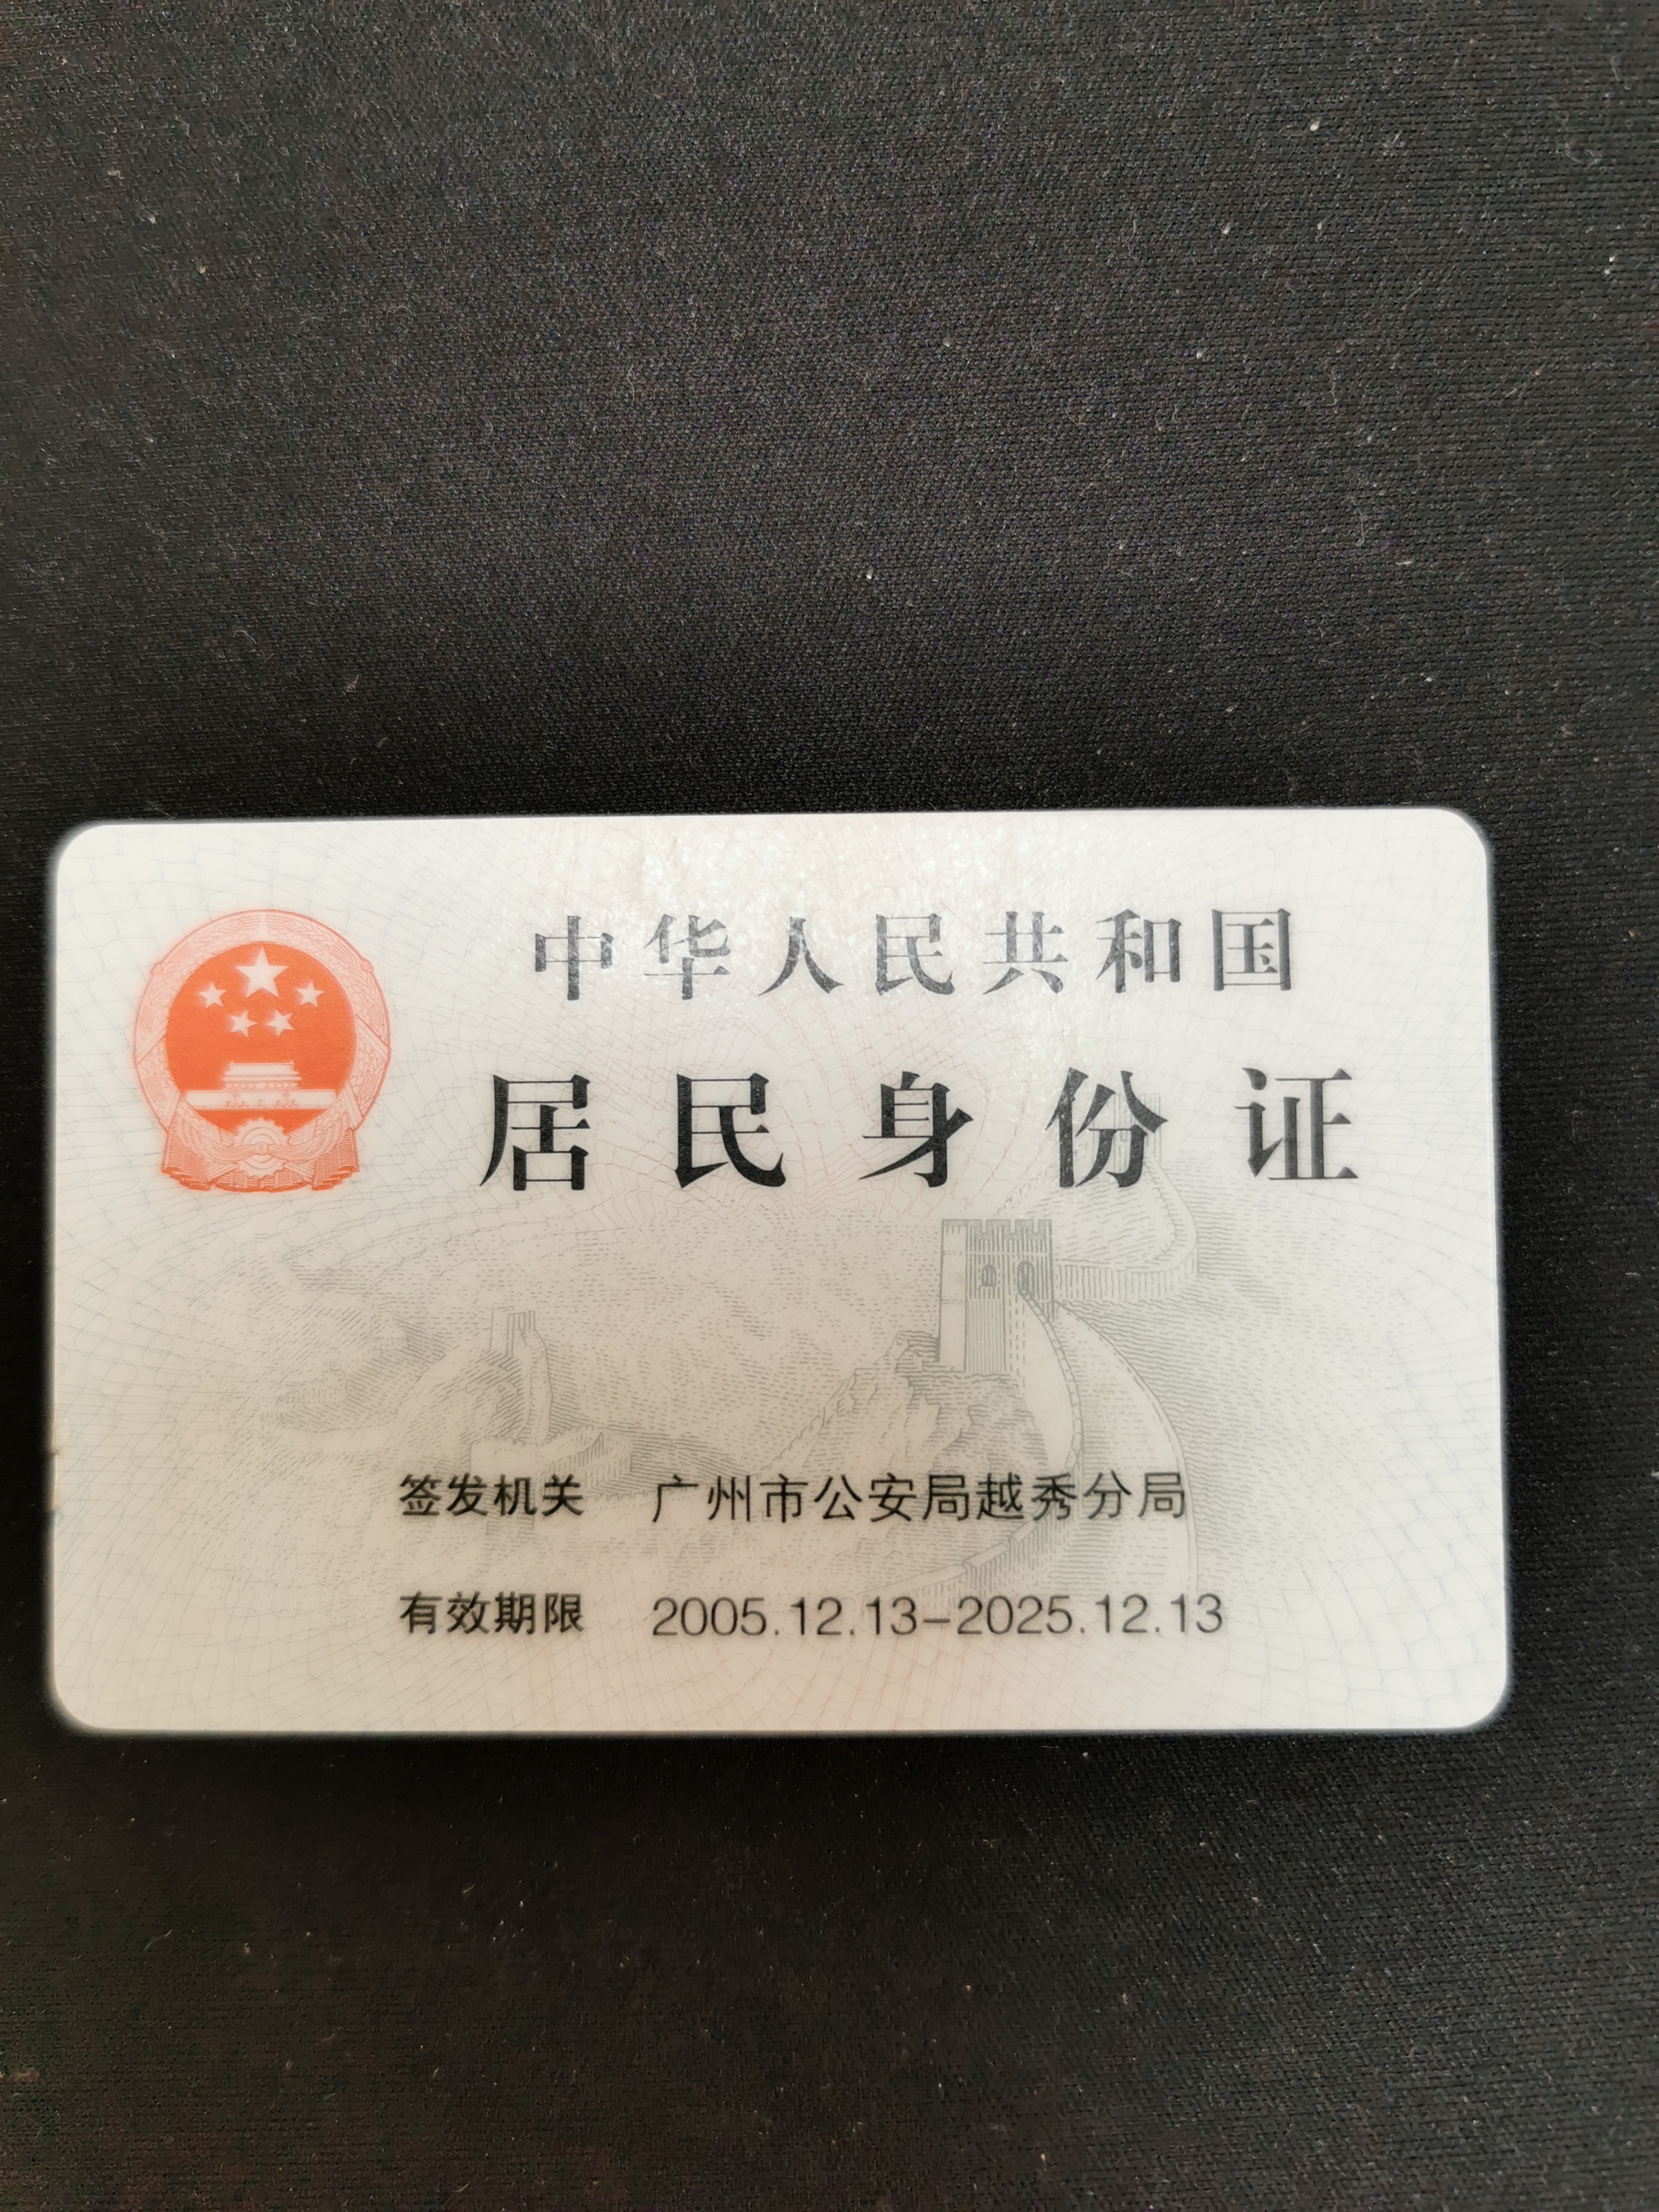 中华人民共和国
居民身份证
签发机关 广州市公安局越秀分局
有效期限 2005.12.13-2025.12.13